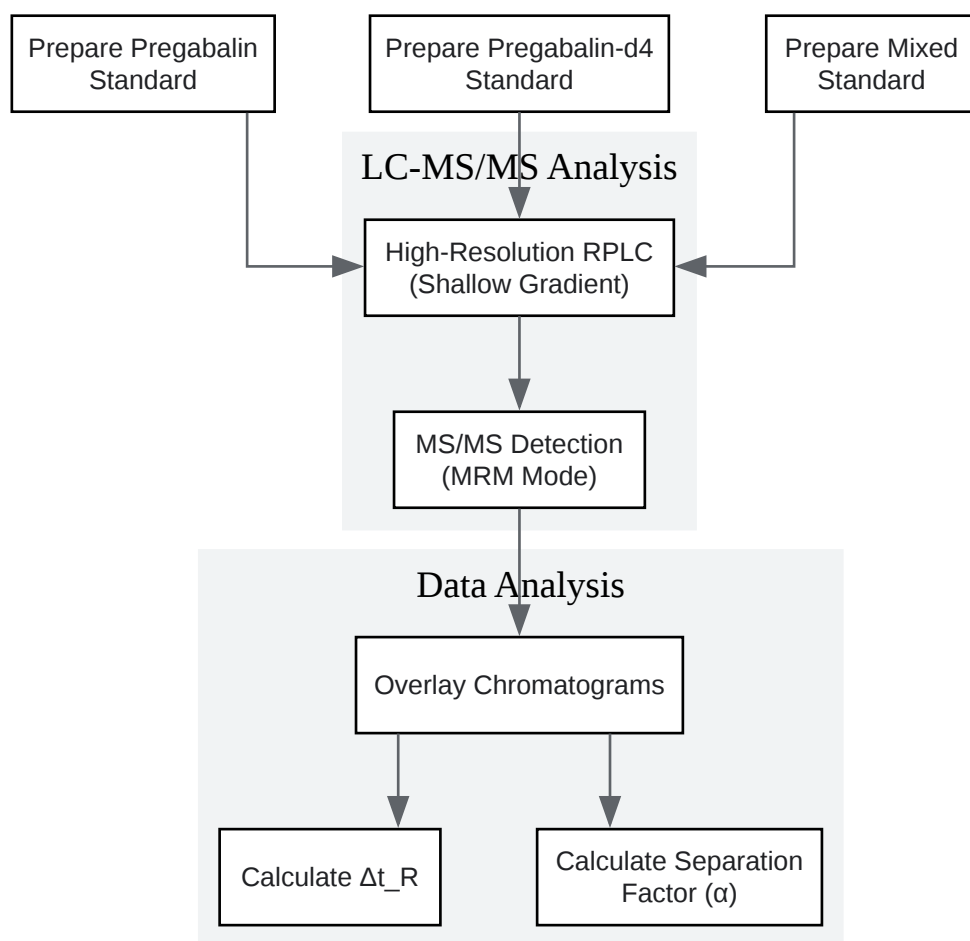 Prepare Pregabalin
Standard
Prepare Pregabalin-d4
Standard
Prepare Mixed
Standard
LC-MS/MS Analysis
High-Resolution RPLC
(Shallow Gradient)
MS/MS Detection
(MRM Mode)
Data Analysis
Overlay Chromatograms
Calculate Δt_R
Calculate Separation
Factor (α)